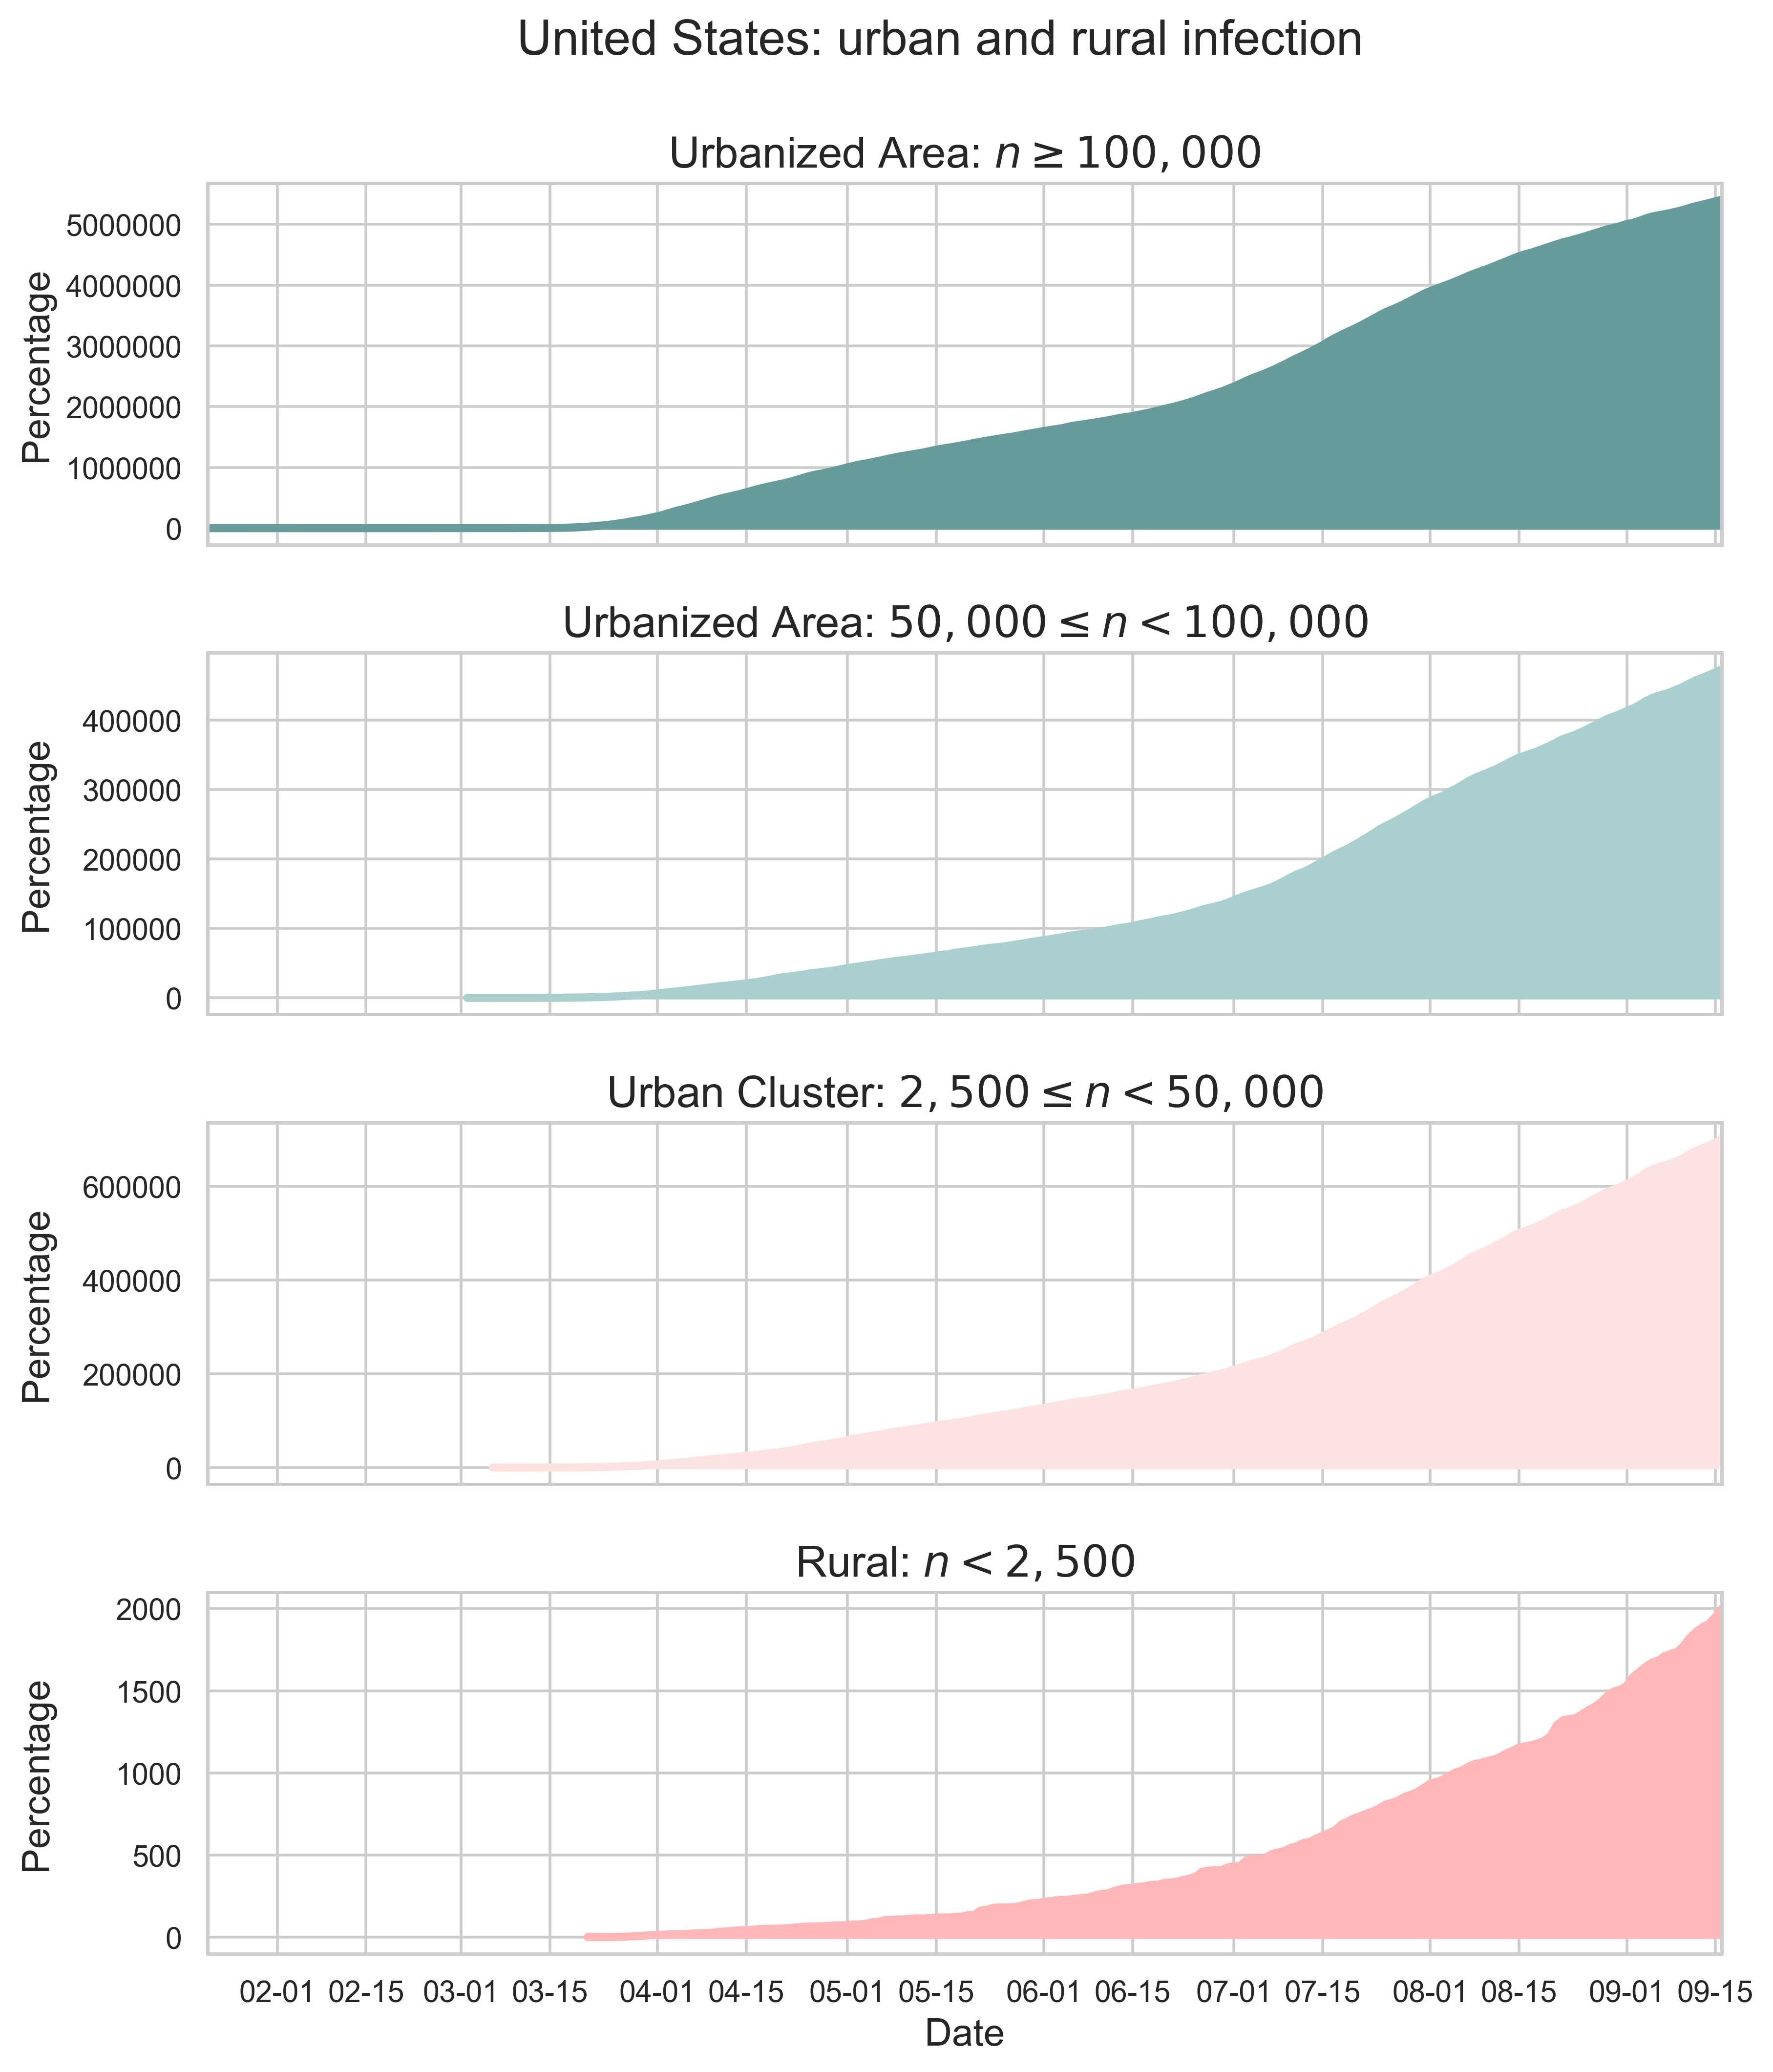 United States: urban and rural infection
Urbanized Area: n ≥ 100,000
Percentage
5000000
4000000
3000000
2000000
1000000
0
Urbanized Area: 50,000 ≤ n < 100,000
Percentage
400000
300000
200000
100000
0
Urban Cluster: 2,500 ≤ n < 50,000
Percentage
600000
400000
200000
0
Rural: n < 2,500
Percentage
2000
1500
1000
500
0
02-01 02-15 03-01 03-15 04-01 04-15 05-01 05-15 06-01 06-15 07-01 07-15 08-01 08-15 09-01 09-15
Date